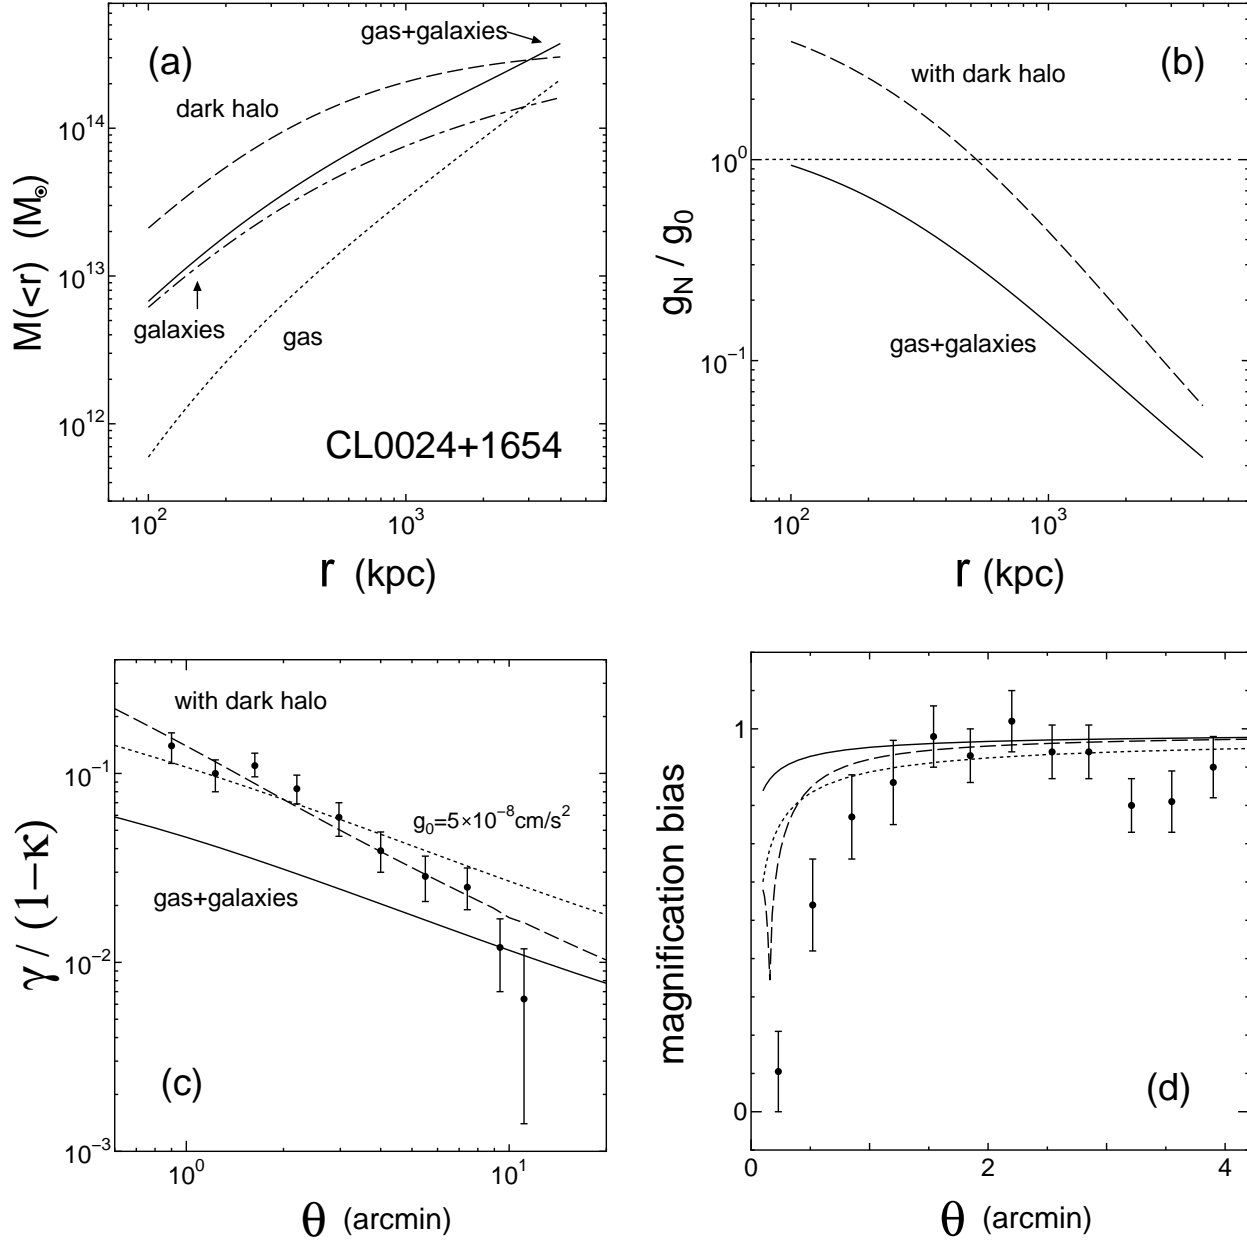 (a)
gas+galaxies
dark halo
galaxies
gas
CL0024+1654
M(<r) (M☉)
10^14
10^13
10^12
10^2
10^3
r (kpc)
(b)
with dark halo
gas+galaxies
g_N / g_0
10^0
10^−1
10^2
10^3
r (kpc)
with dark halo
g_0=5×10^−8cm/s^2
gas+galaxies
(c)
γ / (1−κ)
10^−1
10^−2
10^−3
10^0
10^1
θ (arcmin)
magnification bias
1
0
(d)
0
2
4
θ (arcmin)